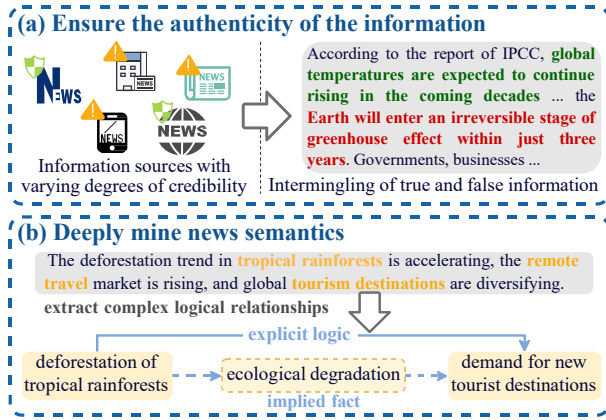 (a) Ensure the authenticity of the information
NEWS
NEWS
NEWS
NEWS
NEWS
Information sources with
varying degrees of credibility
According to the report of IPCC, global
temperatures are expected to continue
rising in the coming decades ... the
Earth will enter an irreversible stage of
greenhouse effect within just three
years. Governments, businesses ...
Intermingling of true and false information
(b) Deeply mine news semantics
The deforestation trend in tropical rainforests is accelerating, the remote
travel market is rising, and global tourism destinations are diversifying.
extract complex logical relationships
explicit logic
deforestation of
tropical rainforests
ecological degradation
demand for new
tourist destinations
implied fact